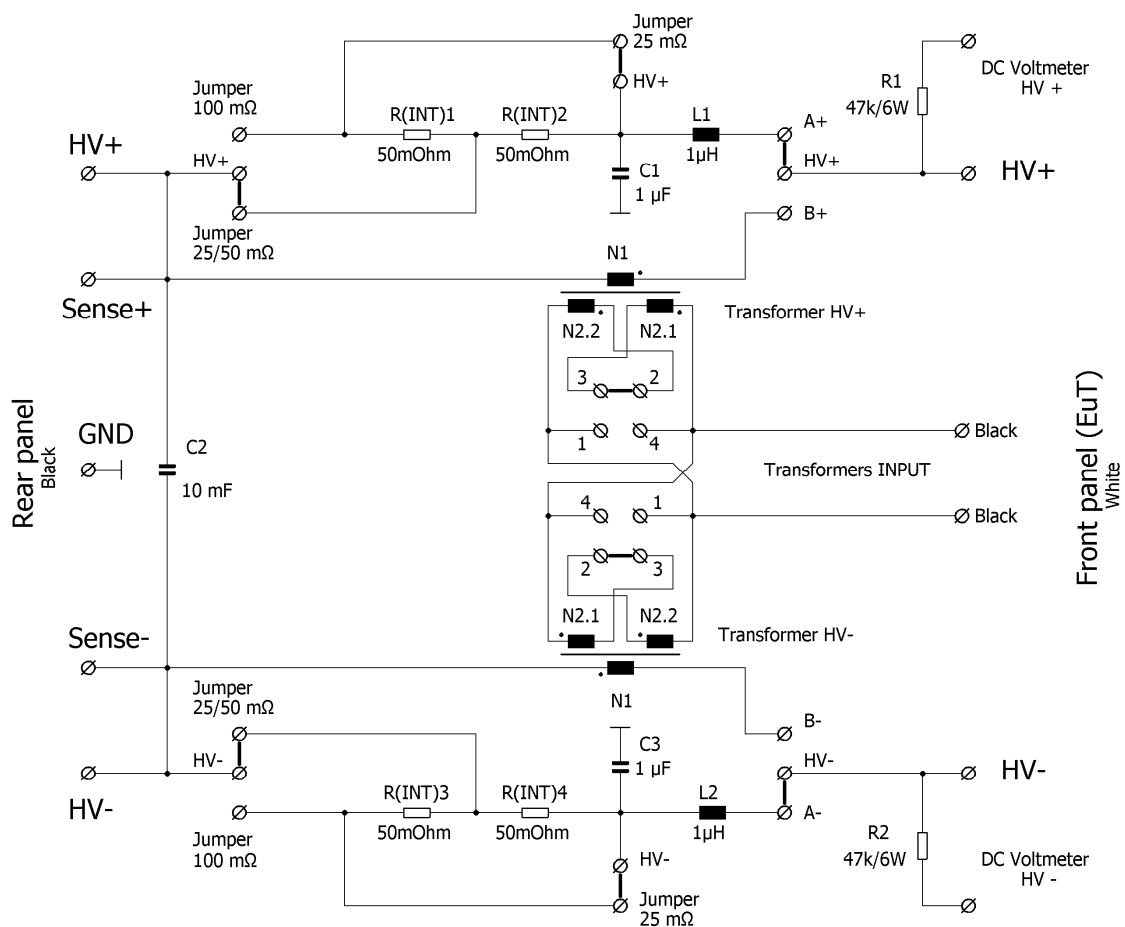 Jumper
25 mΩ
HV+
DC Voltmeter
HV +
R1
47k/6W
Jumper
100 mΩ
R(INT)1
50mOhm
R(INT)2
50mOhm
L1
1µH
A+
HV+
HV+
HV+
HV+
C1
1 µF
B+
Jumper
25/50 mΩ
Sense+
N1
Transformer HV+
N2.2
N2.1
3
2
1
4
Black
Rear panel
Black
GND
C2
10 mF
Transformers INPUT
Front panel (EuT)
White
4
1
Black
2
3
N2.1
N2.2
Transformer HV-
Sense-
N1
Jumper
25/50 mΩ
B-
HV-
HV-
C3
1 µF
HV-
HV-
R(INT)3
50mOhm
R(INT)4
50mOhm
L2
1µH
A-
Jumper
100 mΩ
R2
47k/6W
HV-
DC Voltmeter
HV -
Jumper
25 mΩ